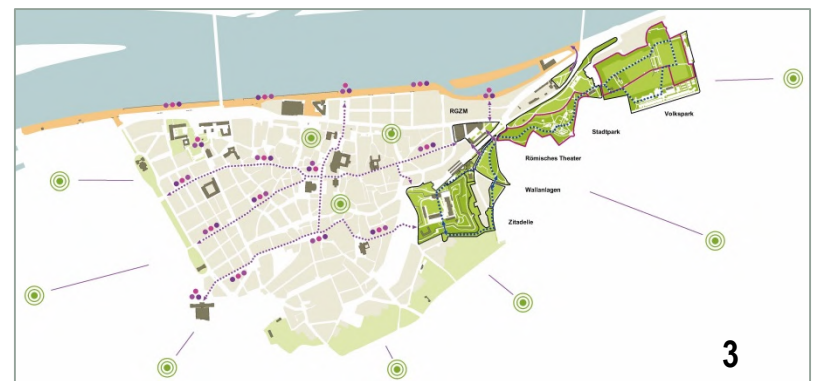 Volkspark
RGZM
Stadtpark
Römisches Theater
Wallanlagen
Zitadelle
3